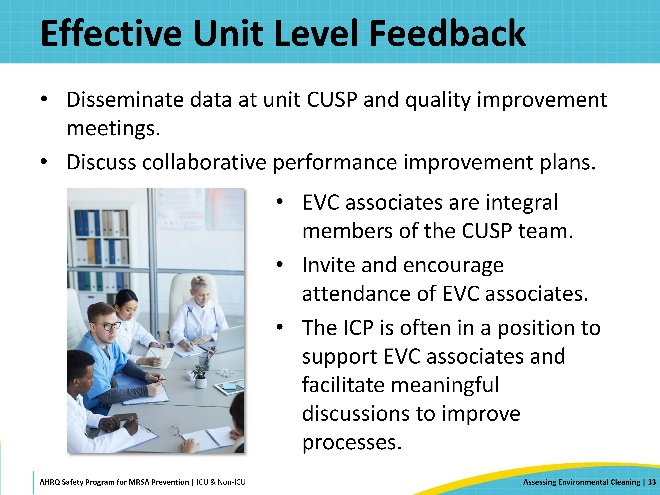 Effective Unit Level Feedback
• Disseminate data at unit CUSP and quality improvement
meetings.
• Discuss collaborative performance improvement plans.
• EVC associates are integral
members of the CUSP team.
• Invite and encourage
attendance of EVC associates.
• The ICP is often in a position to
support EVC associates and
facilitate meaningful
discussions to improve
processes.
AHRQ Safety Program for MRSA Prevention | ICU & Non-ICU
Assessing Environmental Cleaning | 33